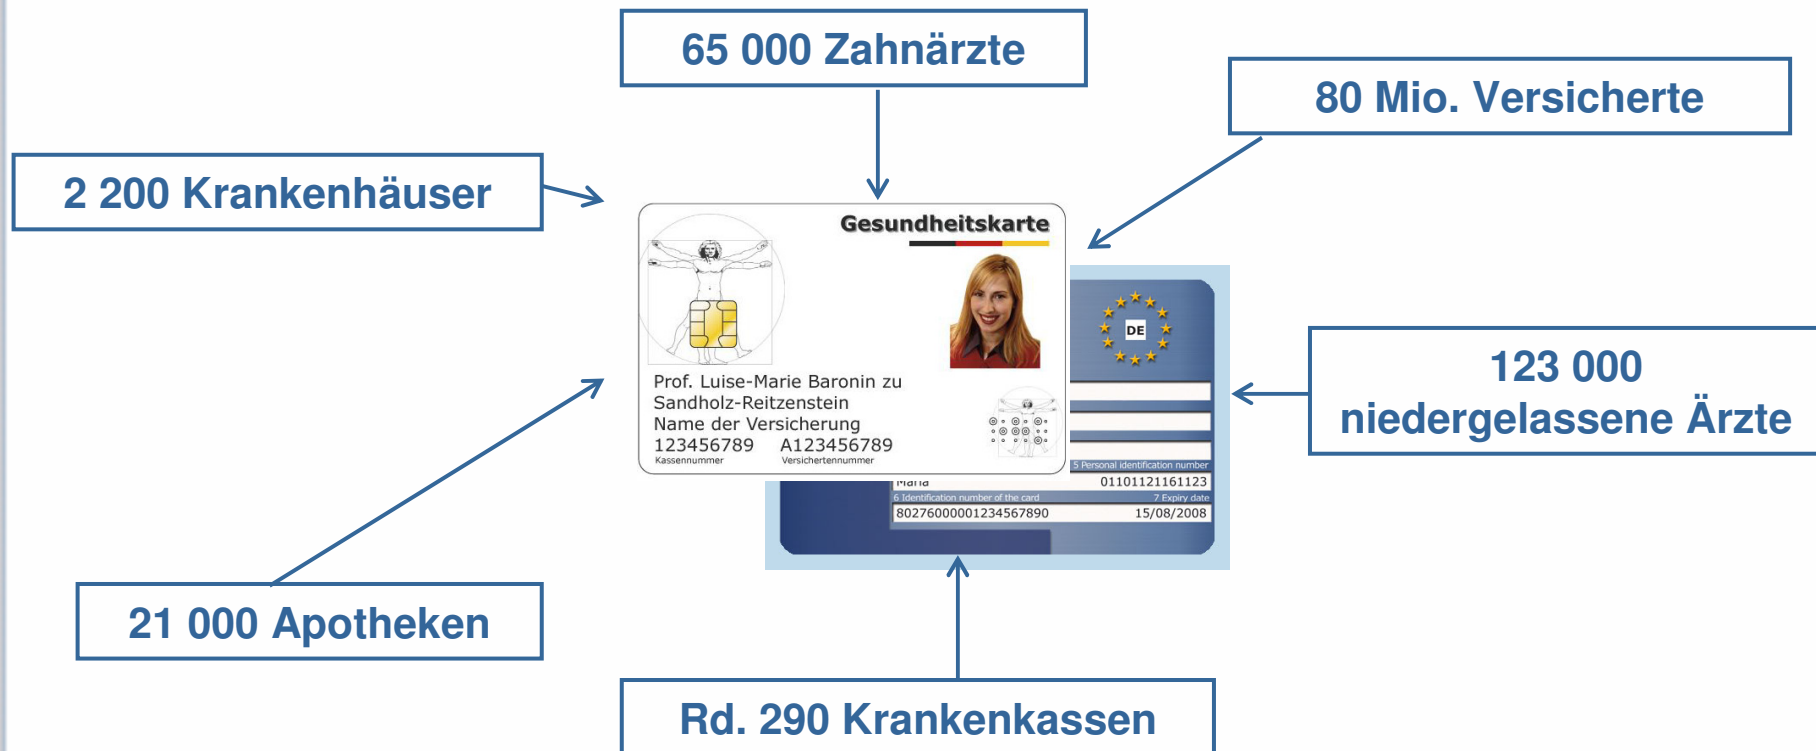 65 000 Zahnärzte
80 Mio. Versicherte
2 200 Krankenhäuser
Gesundheitskarte
DE
Prof. Luise-Marie Baronin zu
Sandholz-Reitzenstein
Name der Versicherung
123456789 A123456789
Kassennummer Versichertennummer
123 000
niedergelassene Ärzte
5 Personal identification number
Maria 01101121161123
6 Identification number of the card 7 Expiry date
80276000001234567890 15/08/2008
21 000 Apotheken
Rd. 290 Krankenkassen